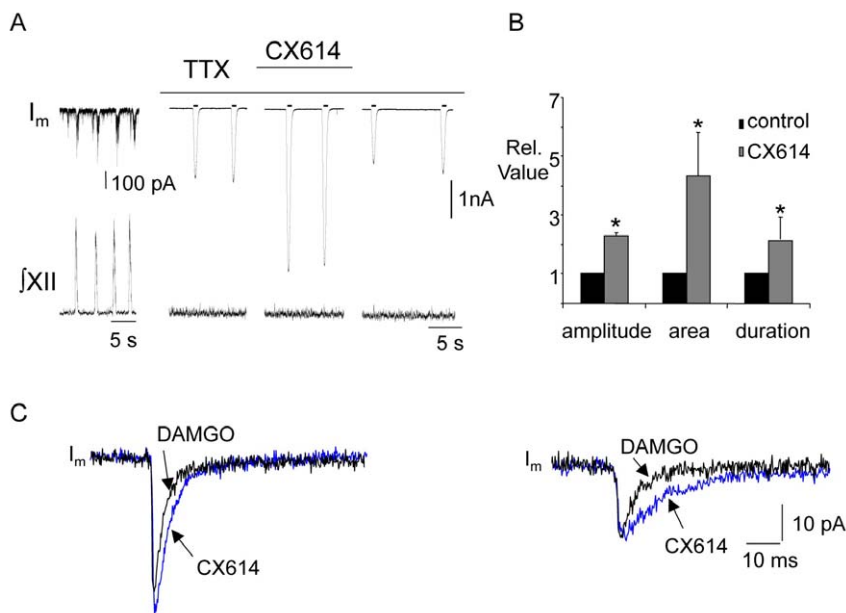 A
CX614
TTX
Im
100 pA
1nA
∫XII
5 s
5 s
B
7
5
3
1
Rel.
Value
control
CX614
*
*
*
amplitude
area
duration
C
DAMGO
Im
CX614
DAMGO
Im
CX614
10 pA
10 ms